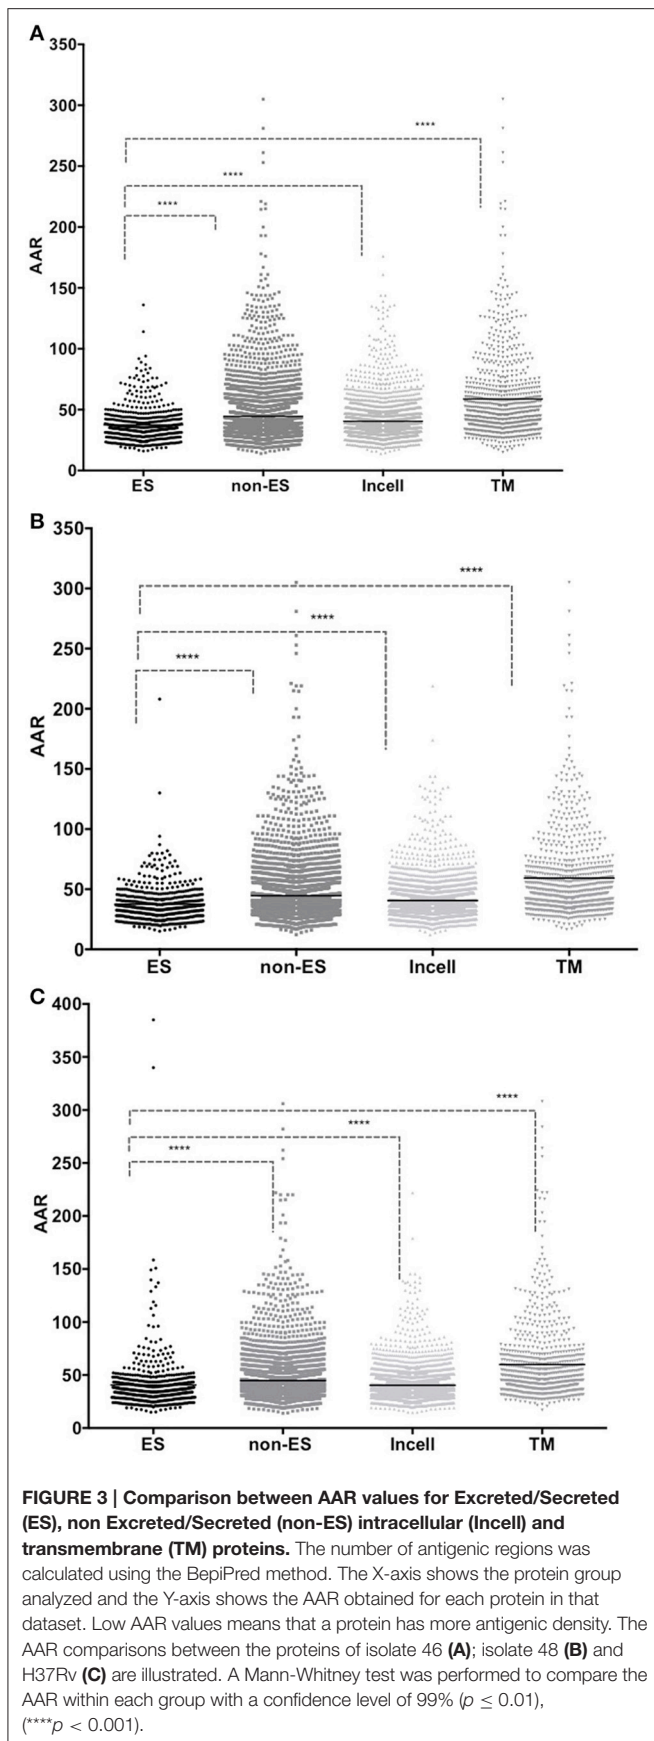 A
350
300
250
200
150
100
50
0
AAR
****
****
****
ES non-ES Incell TM
B
350
300
250
200
150
100
50
0
AAR
****
****
****
ES non-ES Incell TM
C
400
350
300
250
200
150
100
50
0
AAR
****
****
****
ES non-ES Incell TM
FIGURE 3 | Comparison between AAR values for Excreted/Secreted
(ES), non Excreted/Secreted (non-ES) intracellular (Incell) and
transmembrane (TM) proteins. The number of antigenic regions was
calculated using the BepiPred method. The X-axis shows the protein group
analyzed and the Y-axis shows the AAR obtained for each protein in that
dataset. Low AAR values means that a protein has more antigenic density. The
AAR comparisons between the proteins of isolate 46 (A); isolate 48 (B) and
H37Rv (C) are illustrated. A Mann-Whitney test was performed to compare the
AAR within each group with a confidence level of 99% (p ≤ 0.01),
(****p < 0.001).